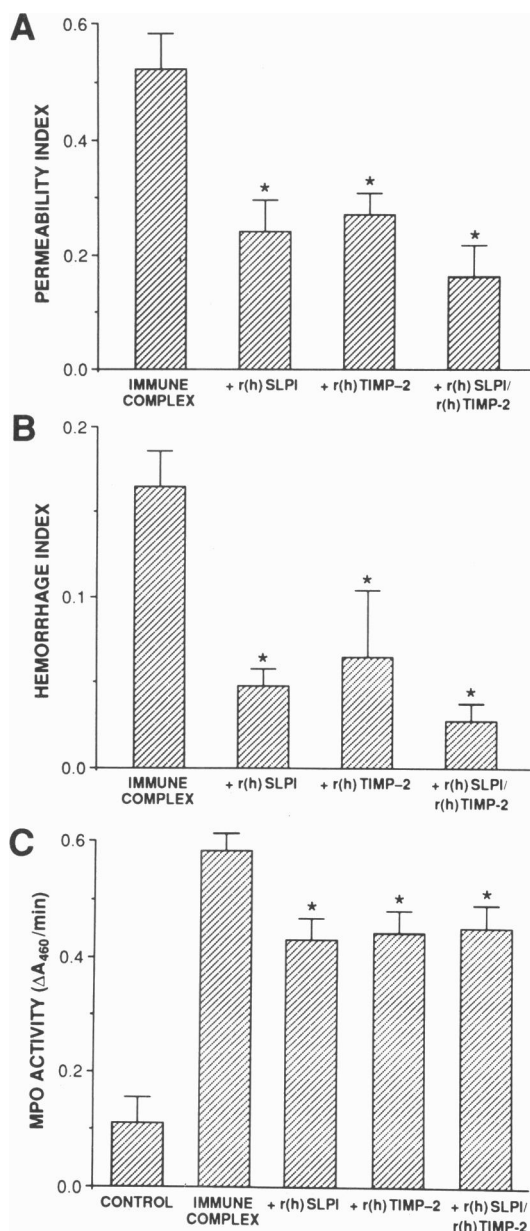 A
PERMEABILITY INDEX
0.6
0.4
0.2
0.0
*
*
*
IMMUNE
COMPLEX
+ r(h) SLPI
+ r(h) TIMP–2
+ r(h) SLPI/
r(h) TIMP-2
B
HEMORRHAGE INDEX
0.2
0.1
0.0
*
*
*
IMMUNE
COMPLEX
+ r(h) SLPI
+ r(h) TIMP–2
+ r(h) SLPI/
r(h) TIMP-2
C
MPO ACTIVITY (ΔA460/min)
0.6
0.4
0.2
0.0
*
*
*
CONTROL
IMMUNE
COMPLEX
+ r(h) SLPI
+ r(h) TIMP–2
+ r(h) SLPI/
r(h) TIMP-2